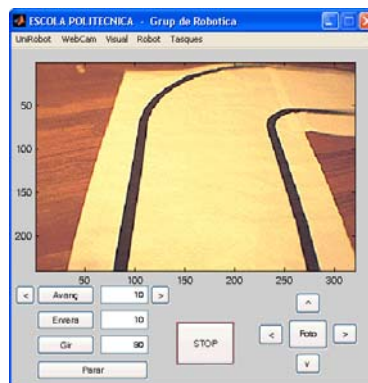 ESCOLA POLITECNICA - Grup de Robotica
UniRobot WebCam Visual Robot Tasques
50
100
150
200
50 100 150 200 250 300
< Avanç 10 >
Enrera 10
Gir 90
Parar
STOP
^
< Foto >
v